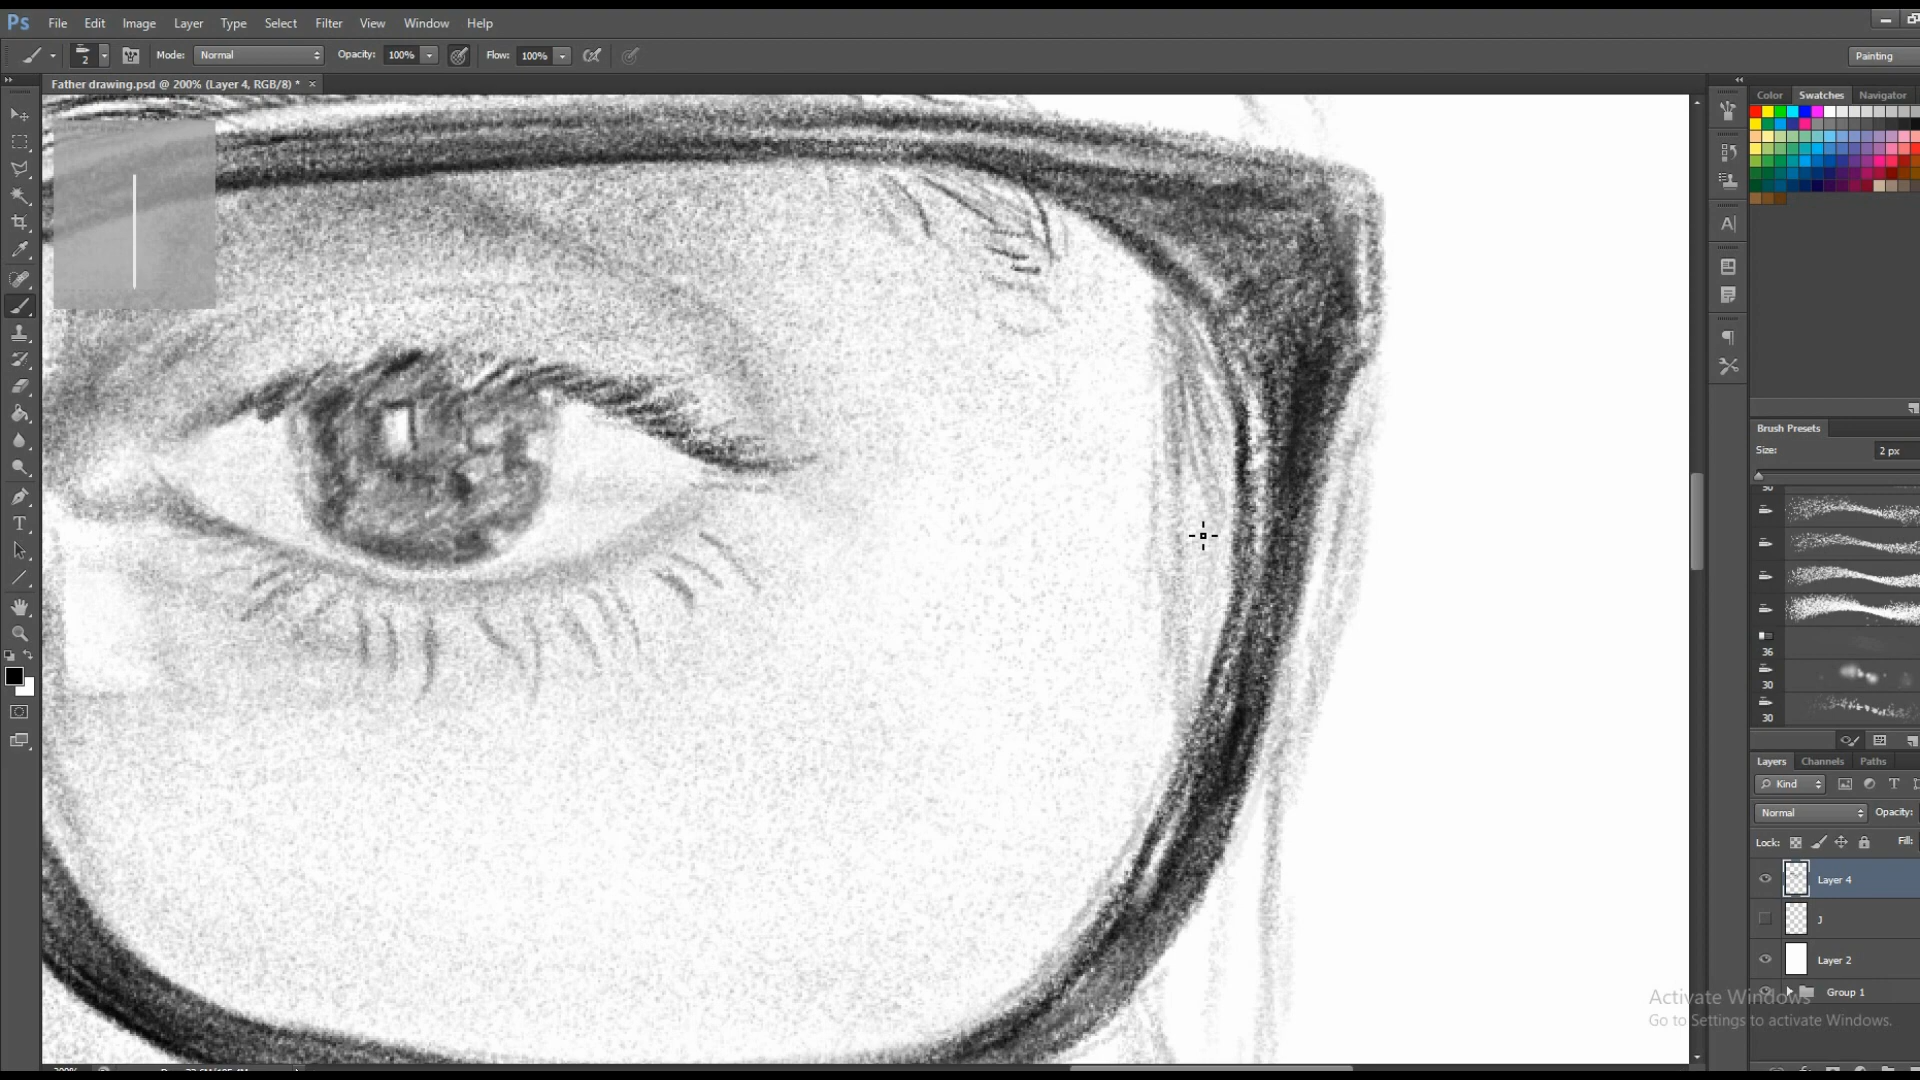 Ps File Edit Image Layer Type Select Filter View Window Help
2 Mode: Normal Opacity: 100% Flow: 100% Painting
Father drawing.psd @ 200% (Layer 4, RGB/8) *
Color Swatches Navigator
Brush Presets
Size: 2 px
50
36
30
30
Layers Channels Paths
Kind
Normal Opacity:
Lock: Fill:
Layer 4
J
Layer 2
Group 1
Activate Windows
Go to Settings to activate Windows.